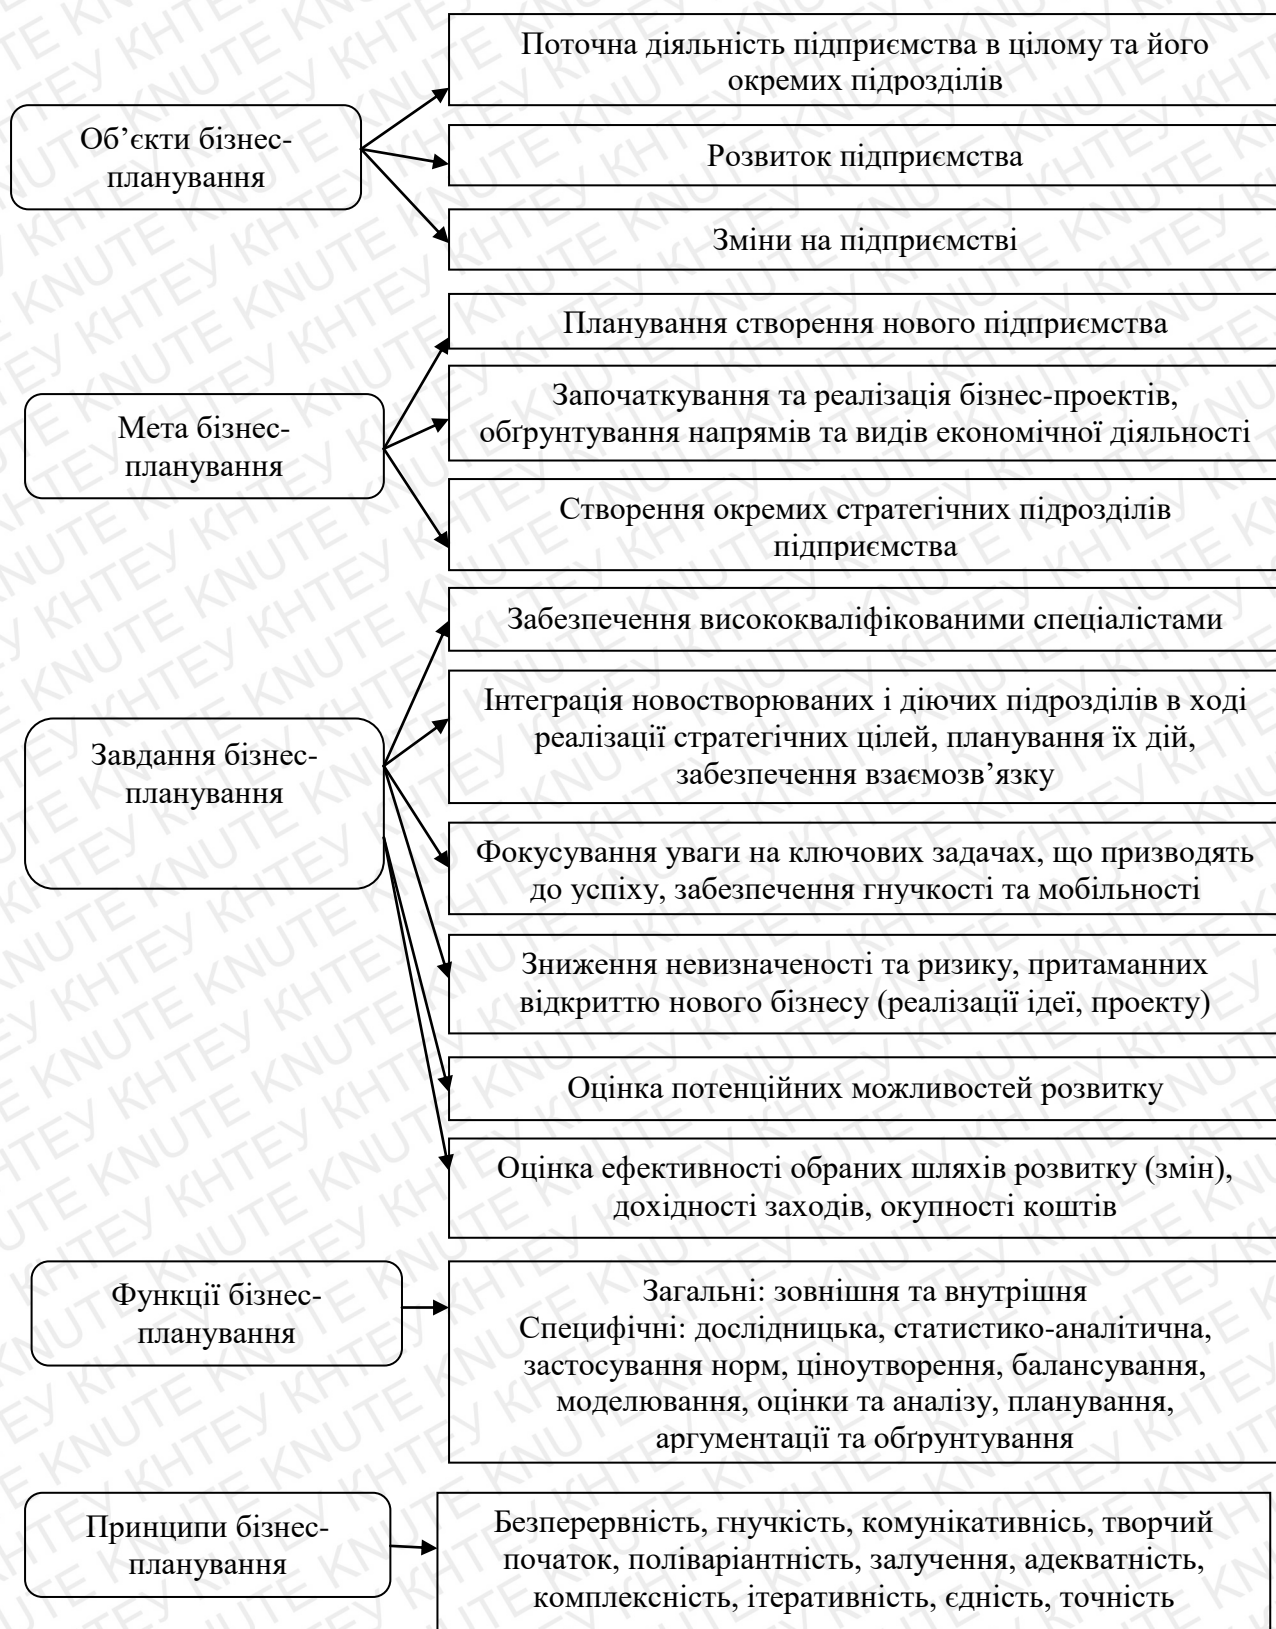 Поточна діяльність підприємства в цілому та його
окремих підрозділів
Об’єкти бізнес-
планування
Розвиток підприємства
Зміни на підприємстві
Планування створення нового підприємства
Мета бізнес-
планування
Започаткування та реалізація бізнес-проектів,
обґрунтування напрямів та видів економічної діяльності
Створення окремих стратегічних підрозділів
підприємства
Завдання бізнес-
планування
Забезпечення висококваліфікованими спеціалістами
Інтеграція новостворюваних і діючих підрозділів в ході
реалізації стратегічних цілей, планування їх дій,
забезпечення взаємозв’язку
Фокусування уваги на ключових задачах, що призводять
до успіху, забезпечення гнучкості та мобільності
Зниження невизначеності та ризику, притаманних
відкриттю нового бізнесу (реалізації ідеї, проекту)
Оцінка потенційних можливостей розвитку
Оцінка ефективності обраних шляхів розвитку (змін),
дохідності заходів, окупності коштів
Функції бізнес-
планування
Загальні: зовнішня та внутрішня
Специфічні: дослідницька, статистико-аналітична,
застосування норм, ціноутворення, балансування,
моделювання, оцінки та аналізу, планування,
аргументації та обґрунтування
Принципи бізнес-
планування
Безперервність, гнучкість, комунікативнісь, творчий
початок, поліваріантність, залучення, адекватність,
комплексність, ітеративність, єдність, точність